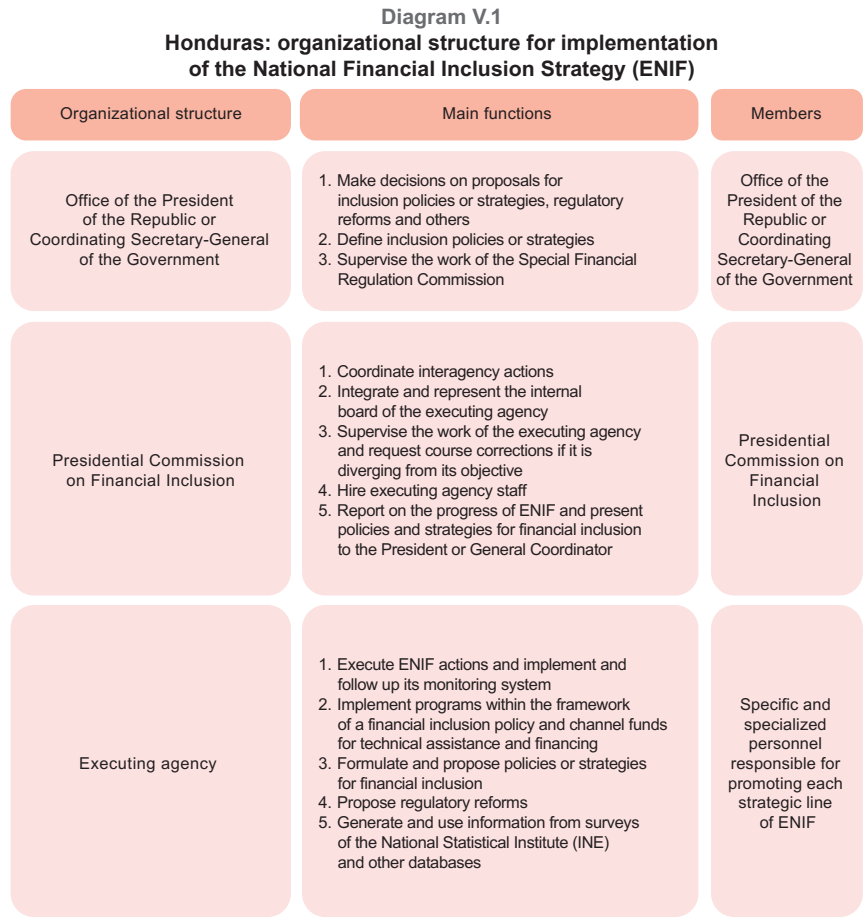 Diagram V.1
Honduras: organizational structure for implementation
of the National Financial Inclusion Strategy (ENIF)
Organizational structure
Main functions
Members
Office of the President
of the Republic or
Coordinating Secretary-General
of the Government
1. Make decisions on proposals for
inclusion policies or strategies, regulatory
reforms and others
2. Define inclusion policies or strategies
3. Supervise the work of the Special Financial
Regulation Commission
Office of the
President of the
Republic or
Coordinating
Secretary-General
of the Government
Presidential Commission
on Financial Inclusion
1. Coordinate interagency actions
2. Integrate and represent the internal
board of the executing agency
3. Supervise the work of the executing agency
and request course corrections if it is
diverging from its objective
4. Hire executing agency staff
5. Report on the progress of ENIF and present
policies and strategies for financial inclusion
to the President or General Coordinator
Presidential
Commission on
Financial
Inclusion
Executing agency
1. Execute ENIF actions and implement and
follow up its monitoring system
2. Implement programs within the framework
of a financial inclusion policy and channel funds
for technical assistance and financing
3. Formulate and propose policies or strategies
for financial inclusion
4. Propose regulatory reforms
5. Generate and use information from surveys
of the National Statistical Institute (INE)
and other databases
Specific and
specialized
personnel
responsible for
promoting each
strategic line
of ENIF